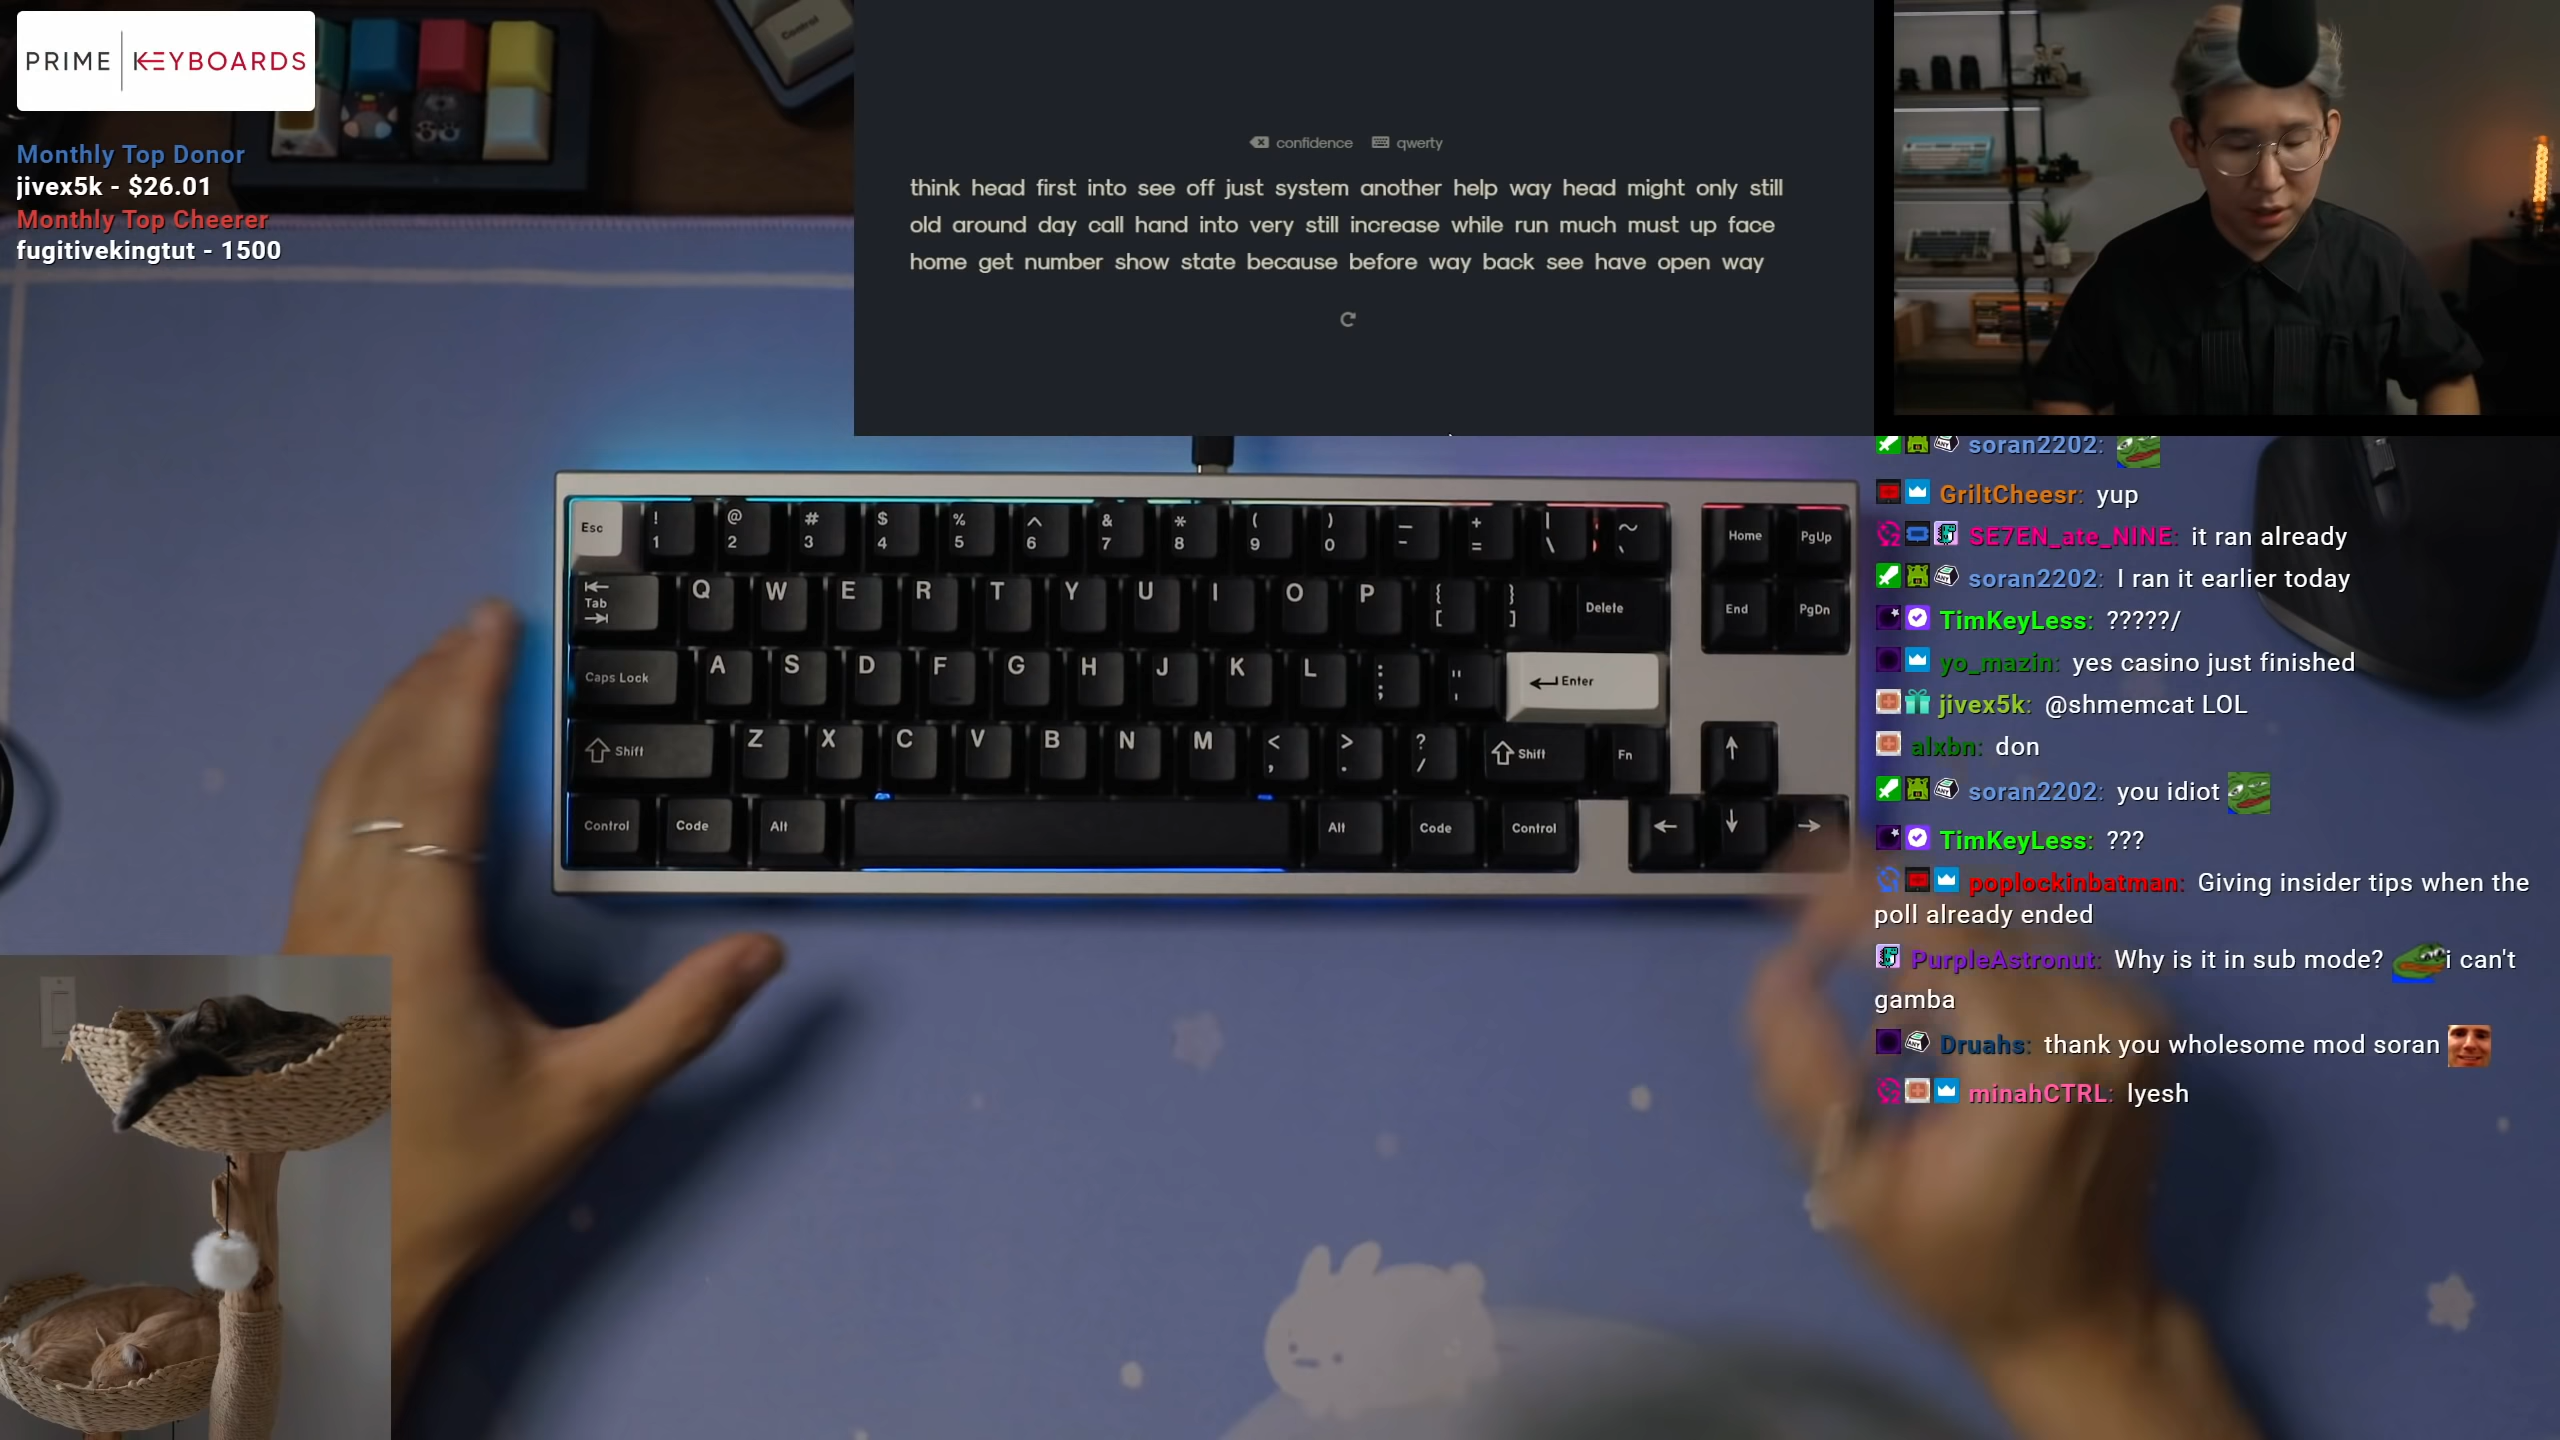 PRIME | KEYBOARDS
Monthly Top Donor
jivex5k - $26.01
Monthly Top Cheerer
fugitivekingtut - 1500
Control
confidence qwerty
think head first into see off just system another help way head might only still
old around day call hand into very still increase while run much must up face
home get number show state because before way back see have open way
soran2202:
GriltCheesr: yup
SE7EN_ate_NINE: it ran already
soran2202: I ran it earlier today
TimKeyLess: ?????/
yo_mazin: yes casino just finished
jivex5k: @shmemcat LOL
alxbn: don
soran2202: you idiot
TimKeyLess: ???
poplockinbatman: Giving insider tips when the
poll already ended
PurpleAstronut: Why is it in sub mode? i can't
gamba
Druahs: thank you wholesome mod soran
minahCTRL: lyesh
Esc ! 1 @ 2 # 3 $ 4 % 5 ^ 6 & 7 * 8 ( 9 ) 0 — - + = | \ ~ ` Home PgUp
Tab Q W E R T Y U I O P { [ } ] Delete End PgDn
Caps Lock A S D F G H J K L : ; " ' Enter
Shift Z X C V B N M < , > . ? / Shift Fn ↑
Control Code Alt Alt Code Control ← ↓ →